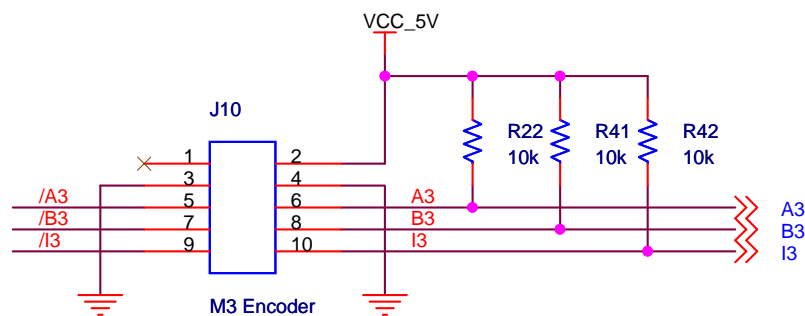 VCC_5V
J10
R22 R41 R42
10k 10k 10k
1 2
3 4
/A3 5 6 A3 A3
/B3 7 8 B3 B3
/I3 9 10 I3 I3
M3 Encoder